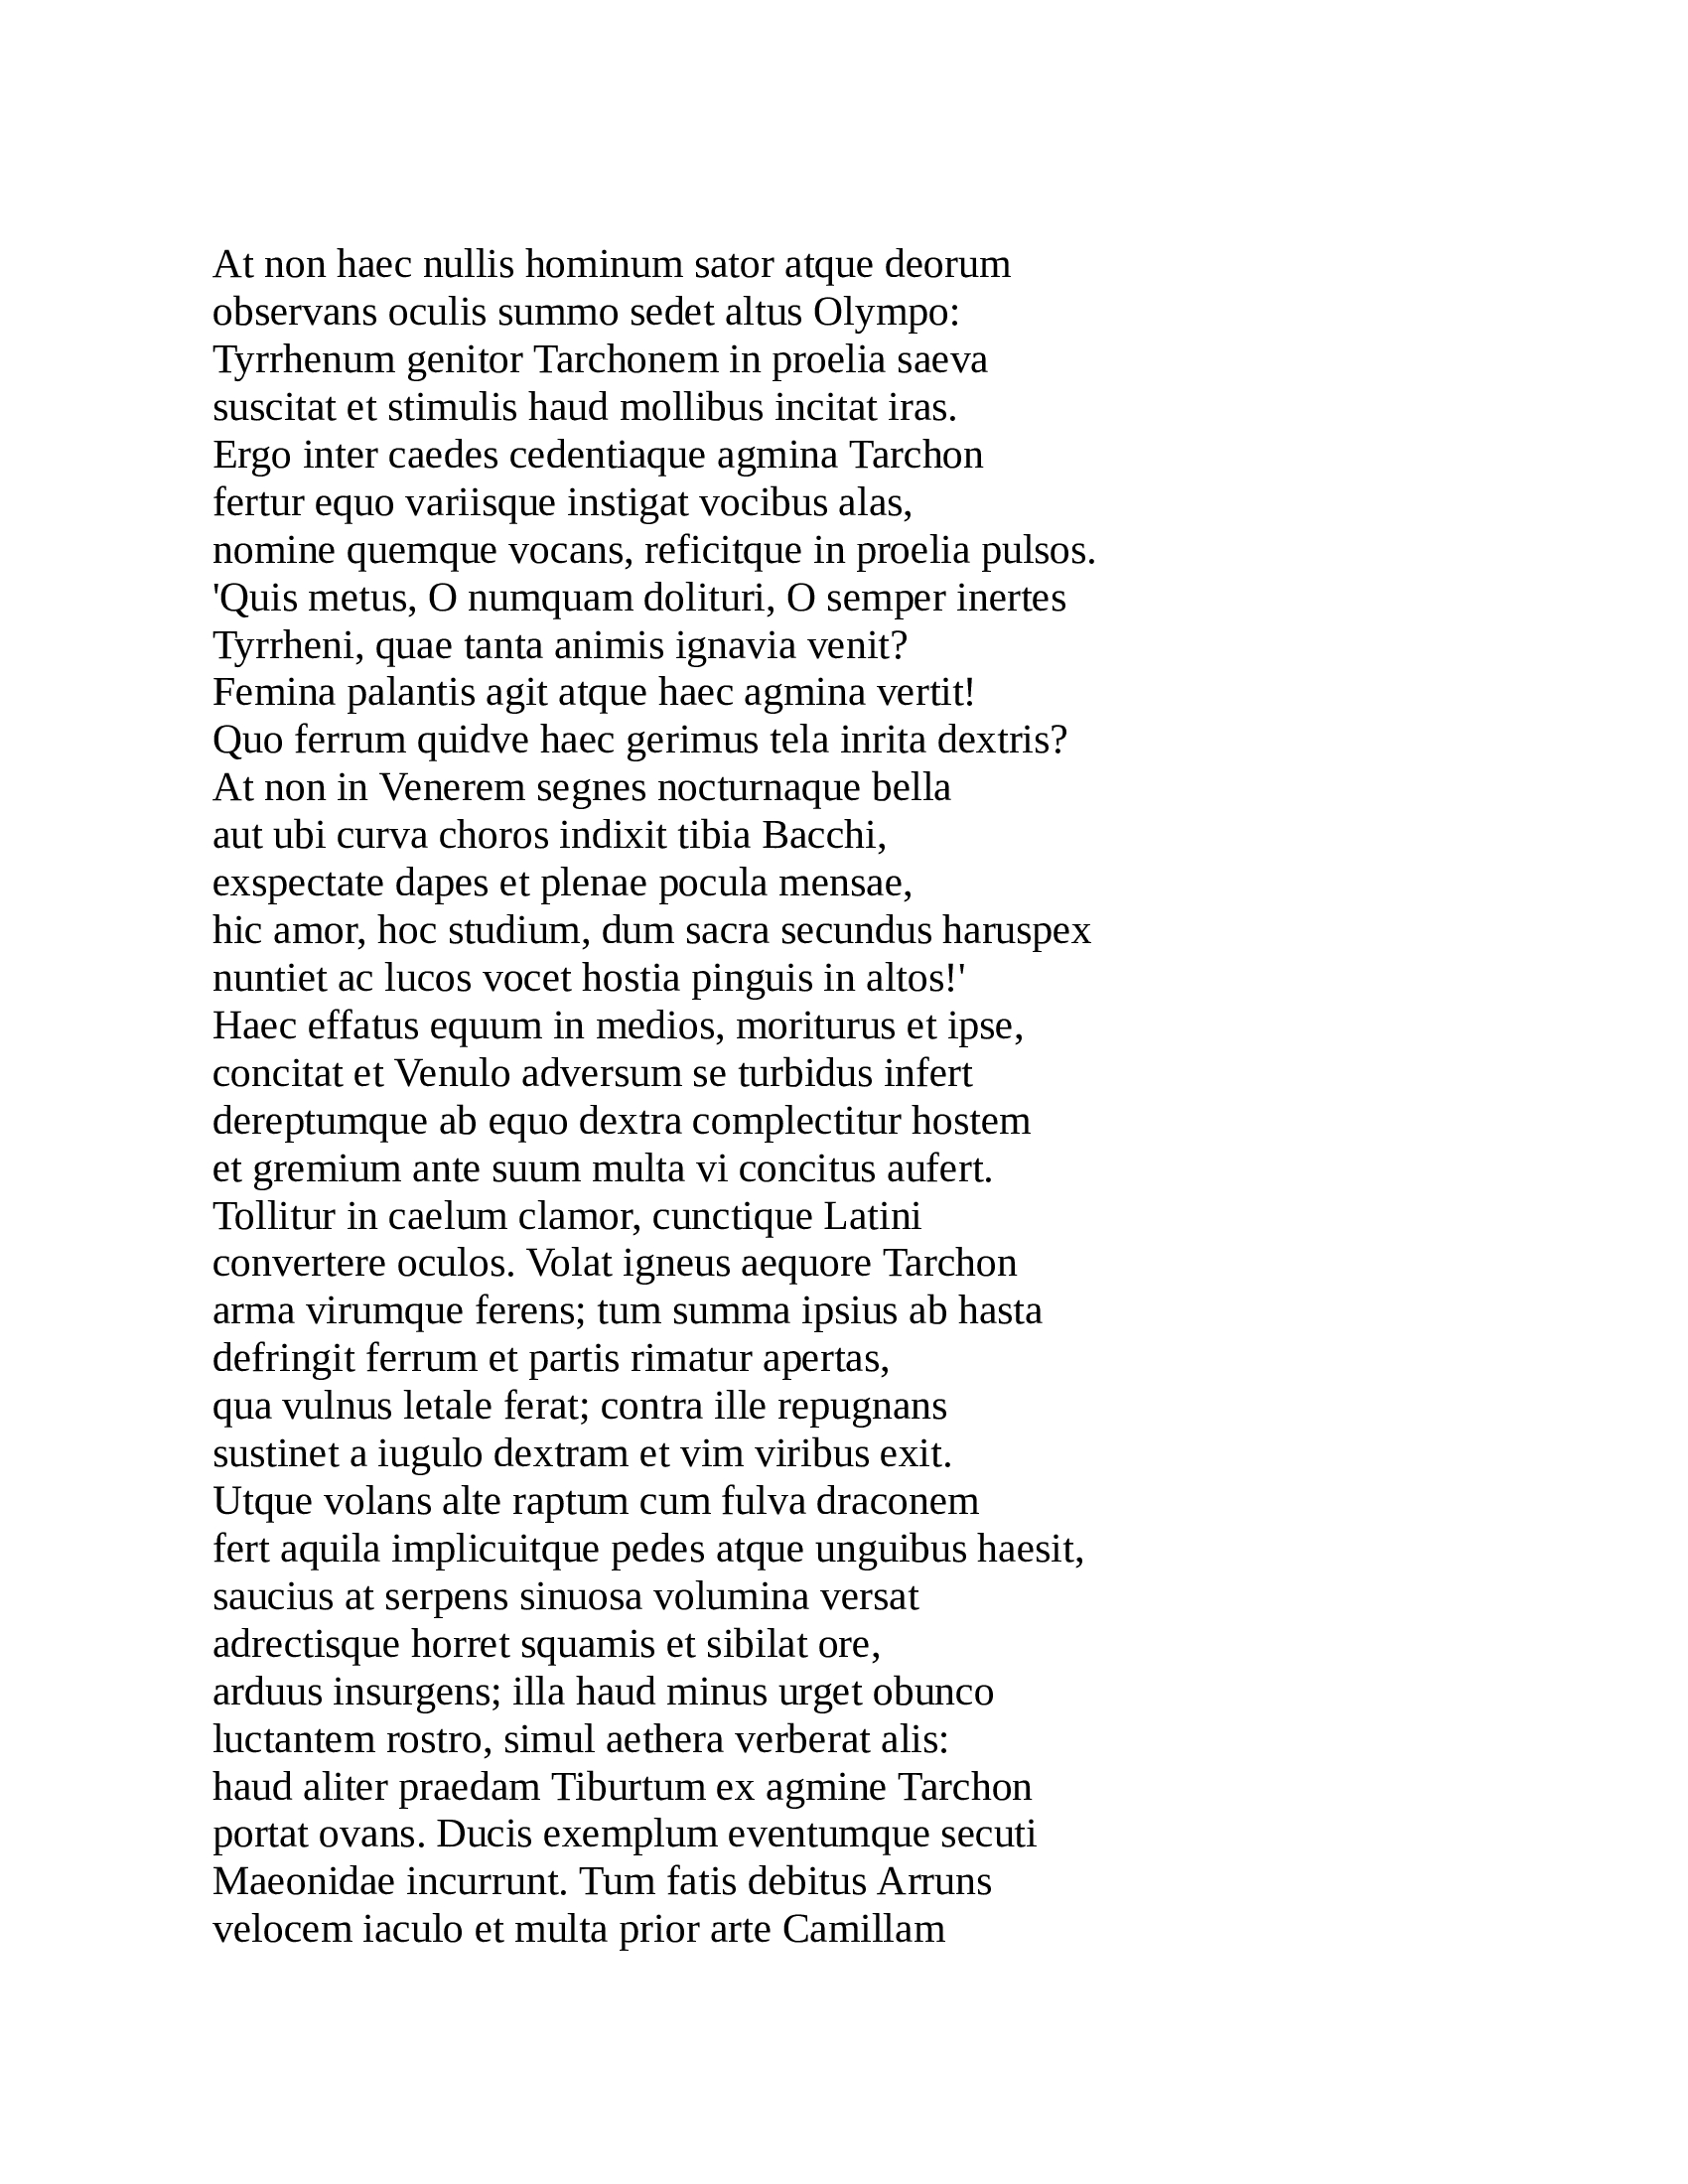 At non haec nullis hominum sator atque deorum
observans oculis summo sedet altus Olympo:
Tyrrhenum genitor Tarchonem in proelia saeva
suscitat et stimulis haud mollibus incitat iras.
Ergo inter caedes cedentiaque agmina Tarchon
fertur equo variisque instigat vocibus alas,
nomine quemque vocans, reficitque in proelia pulsos.
'Quis metus, O numquam dolituri, O semper inertes
Tyrrheni, quae tanta animis ignavia venit?
Femina palantis agit atque haec agmina vertit!
Quo ferrum quidve haec gerimus tela inrita dextris?
At non in Venerem segnes nocturnaque bella
aut ubi curva choros indixit tibia Bacchi,
exspectate dapes et plenae pocula mensae,
hic amor, hoc studium, dum sacra secundus haruspex
nuntiet ac lucos vocet hostia pinguis in altos!'
Haec effatus equum in medios, moriturus et ipse,
concitat et Venulo adversum se turbidus infert
dereptumque ab equo dextra complectitur hostem
et gremium ante suum multa vi concitus aufert.
Tollitur in caelum clamor, cunctique Latini
convertere oculos. Volat igneus aequore Tarchon
arma virumque ferens; tum summa ipsius ab hasta
defringit ferrum et partis rimatur apertas,
qua vulnus letale ferat; contra ille repugnans
sustinet a iugulo dextram et vim viribus exit.
Utque volans alte raptum cum fulva draconem
fert aquila implicuitque pedes atque unguibus haesit,
saucius at serpens sinuosa volumina versat
adrectisque horret squamis et sibilat ore,
arduus insurgens; illa haud minus urget obunco
luctantem rostro, simul aethera verberat alis:
haud aliter praedam Tiburtum ex agmine Tarchon
portat ovans. Ducis exemplum eventumque secuti
Maeonidae incurrunt. Tum fatis debitus Arruns
velocem iaculo et multa prior arte Camillam